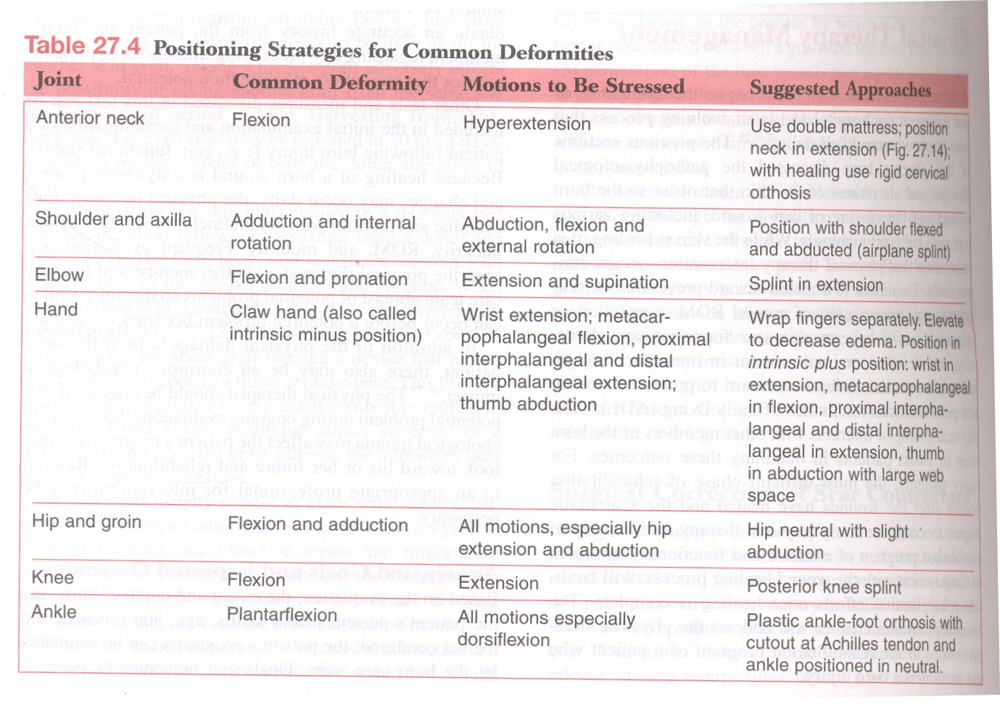 Table 27.4 Positioning Strategies for Common Deformities
Joint Common Deformity Motions to Be Stressed Suggested Approaches
Anterior neck Flexion Hyperextension Use double mattress; position
neck in extension (Fig. 27.14);
with healing use rigid cervical
orthosis
Shoulder and axilla Adduction and internal Abduction, flexion and Position with shoulder flexed
rotation external rotation and abducted (airplane splint)
Elbow Flexion and pronation Extension and supination Splint in extension
Hand Claw hand (also called Wrist extension; metacar- Wrap fingers separately. Elevate
intrinsic minus position) pophalangeal flexion, proximal to decrease edema. Position in
interphalangeal and distal intrinsic plus position: wrist in
interphalangeal extension; extension, metacarpophalangeal
thumb abduction in flexion, proximal interpha-
langeal and distal interpha-
langeal in extension, thumb
in abduction with large web
space
Hip and groin Flexion and adduction All motions, especially hip Hip neutral with slight
extension and abduction abduction
Knee Flexion Extension Posterior knee splint
Ankle Plantarflexion All motions especially Plastic ankle-foot orthosis with
dorsiflexion cutout at Achilles tendon and
ankle positioned in neutral.